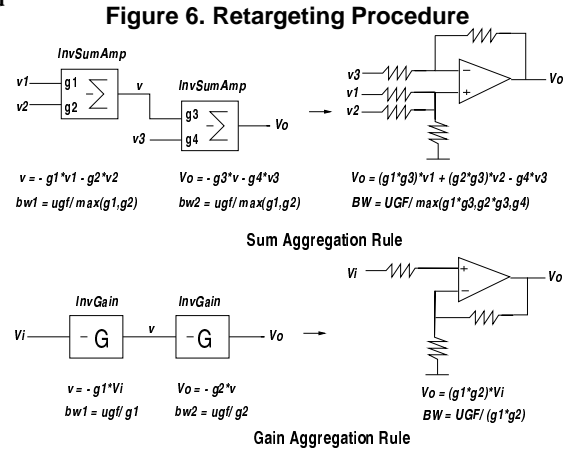 Figure 6. Retargeting Procedure
InvSumAmp
v1
v2
g1
g2
-Σ
v
InvSumAmp
g3
g4
-Σ
v3
Vo
v3
v1
v2
−
+
Vo
v = - g1*v1 - g2*v2
bw1 = ugf/ max(g1,g2)
Vo = - g3*v - g4*v3
bw2 = ugf/ max(g1,g2)
Vo = (g1*g3)*v1 + (g2*g3)*v2 - g4*v3
BW = UGF/ max(g1*g3,g2*g3,g4)
Sum Aggregation Rule
InvGain
Vi
- G
v
InvGain
- G
Vo
Vi
+
−
Vo
v = - g1*Vi
bw1 = ugf/ g1
Vo = - g2*v
bw2 = ugf/ g2
Vo = (g1*g2)*Vi
BW = UGF/ (g1*g2)
Gain Aggregation Rule